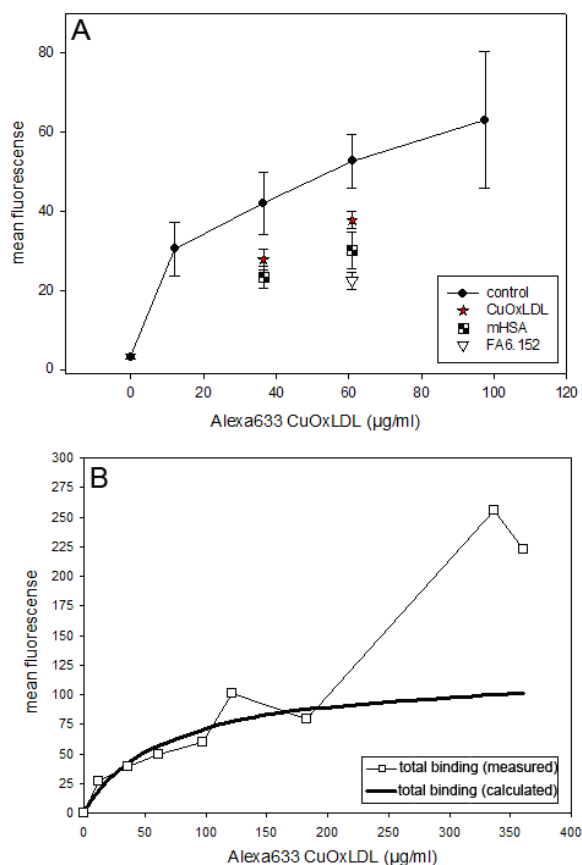 A
80
60
40
20
0
mean fluorescense
control
CuOxLDL
mHSA
FA6.152
0 20 40 60 80 100 120
Alexa633 CuOxLDL (µg/ml)
B
300
275
250
225
200
175
150
125
100
75
50
25
0
mean fluorescense
total binding (measured)
total binding (calculated)
0 50 100 150 200 250 300 350 400
Alexa633 CuOxLDL (µg/ml)